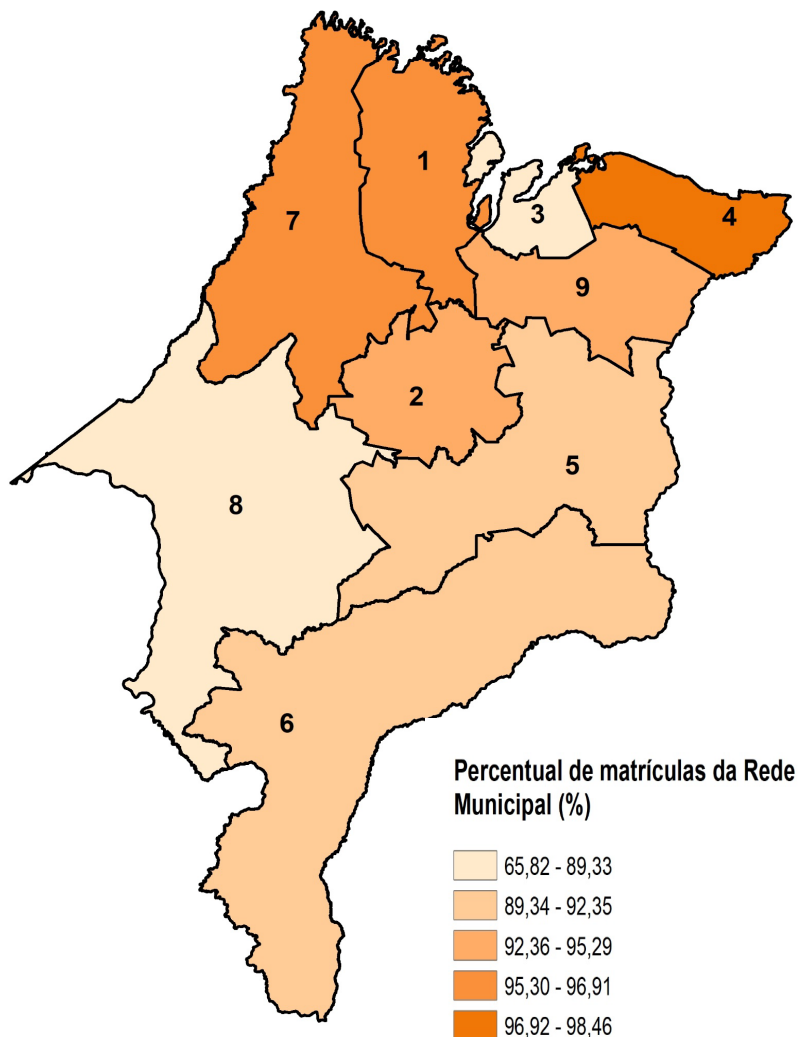 1
7
3
4
9
2
5
8
6
Percentual de matrículas da Rede
Municipal (%)
65,82 - 89,33
89,34 - 92,35
92,36 - 95,29
95,30 - 96,91
96,92 - 98,46